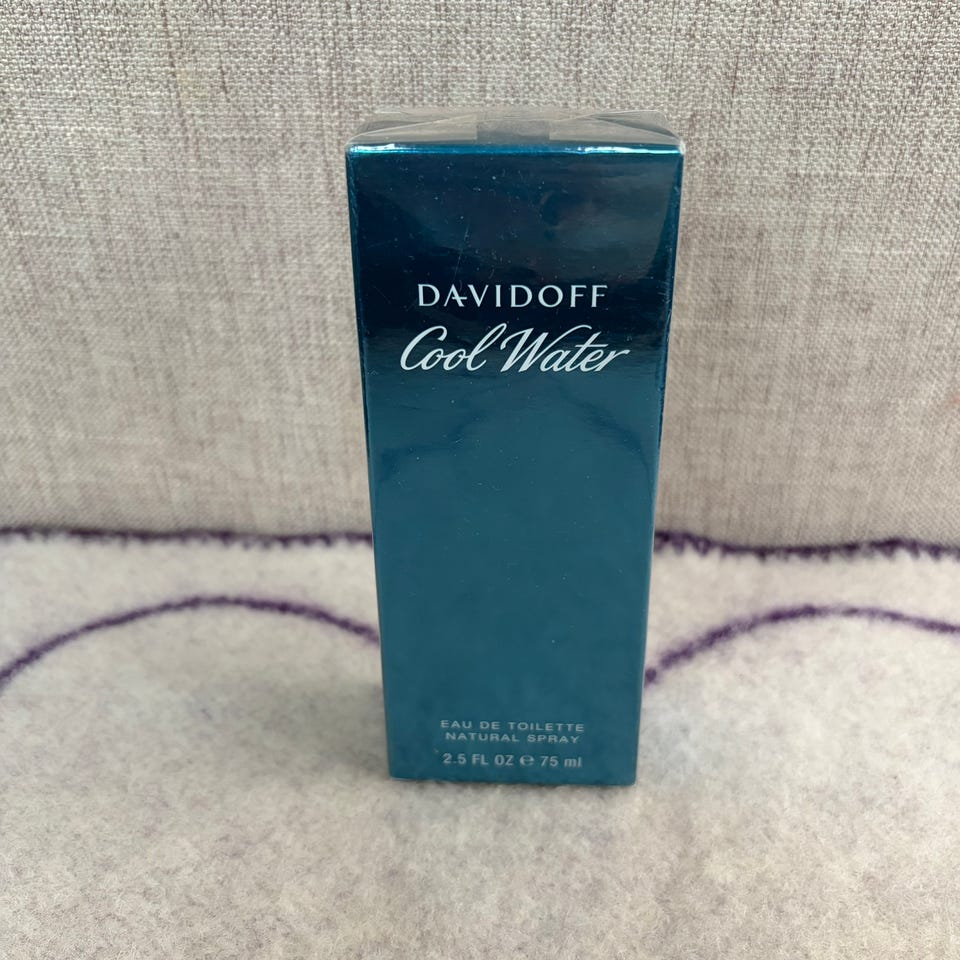 DAVIDOFF
Cool Water
EAU DE TOILETTE
NATURAL SPRAY
2.5 FL OZ ℮ 75 ml